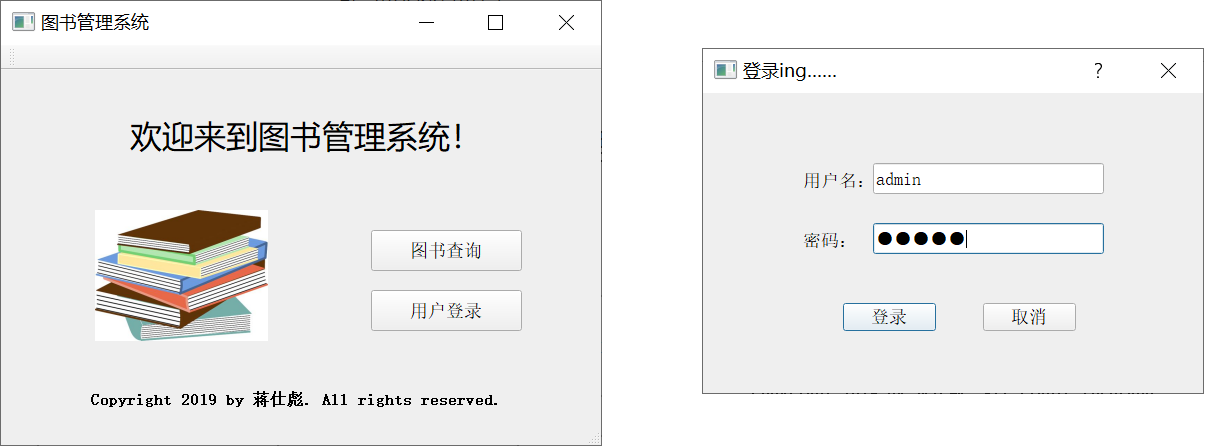 图书管理系统
欢迎来到图书管理系统！
图书查询
用户登录
Copyright 2019 by 蒋仕彪. All rights reserved.
登录ing......
?
用户名：admin
密码：●●●●●
登录
取消